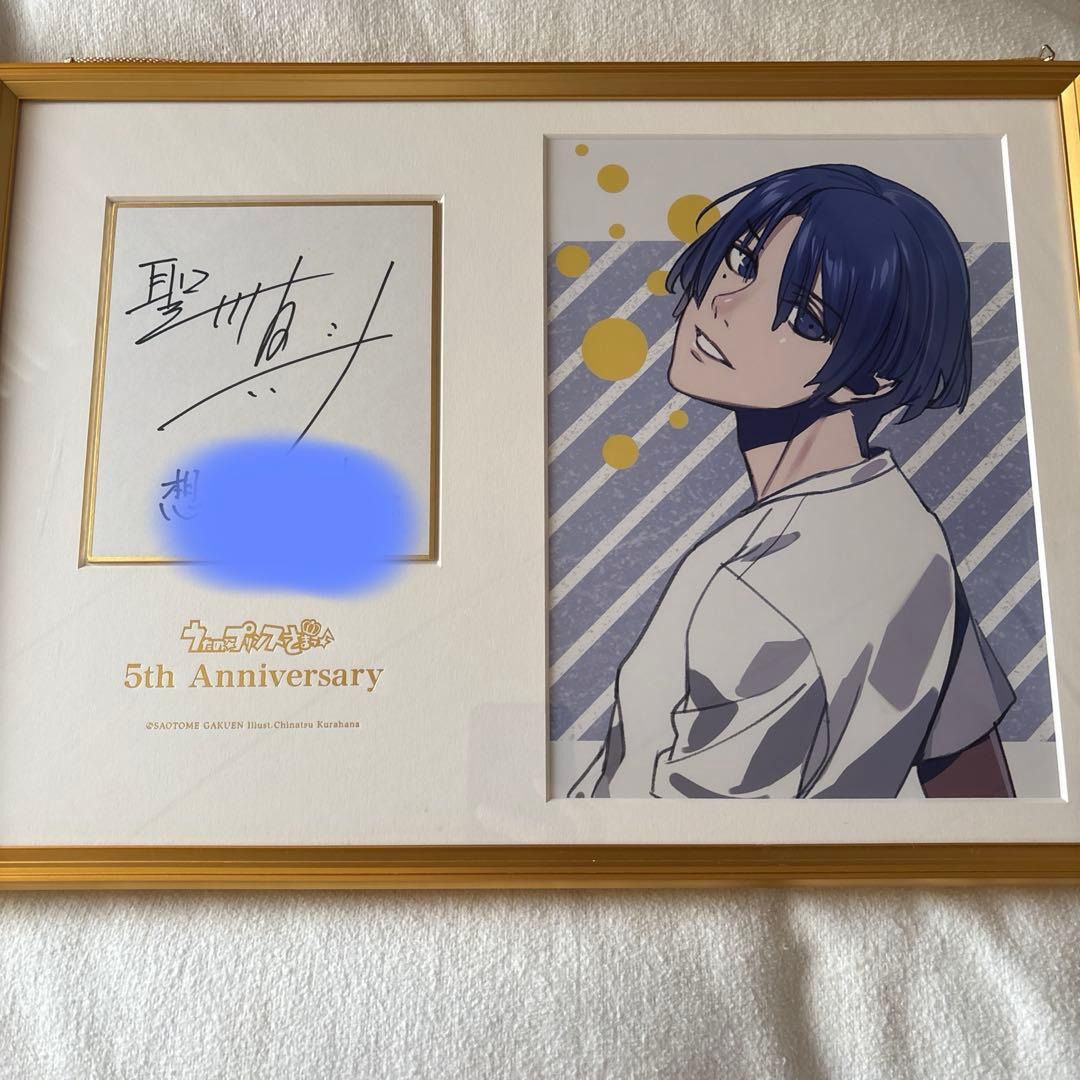 聖川真斗
想
うたの☆プリンスさまっ♪
5th Anniversary
©SAOTOME GAKUEN Illust.Chinatsu Kurahana